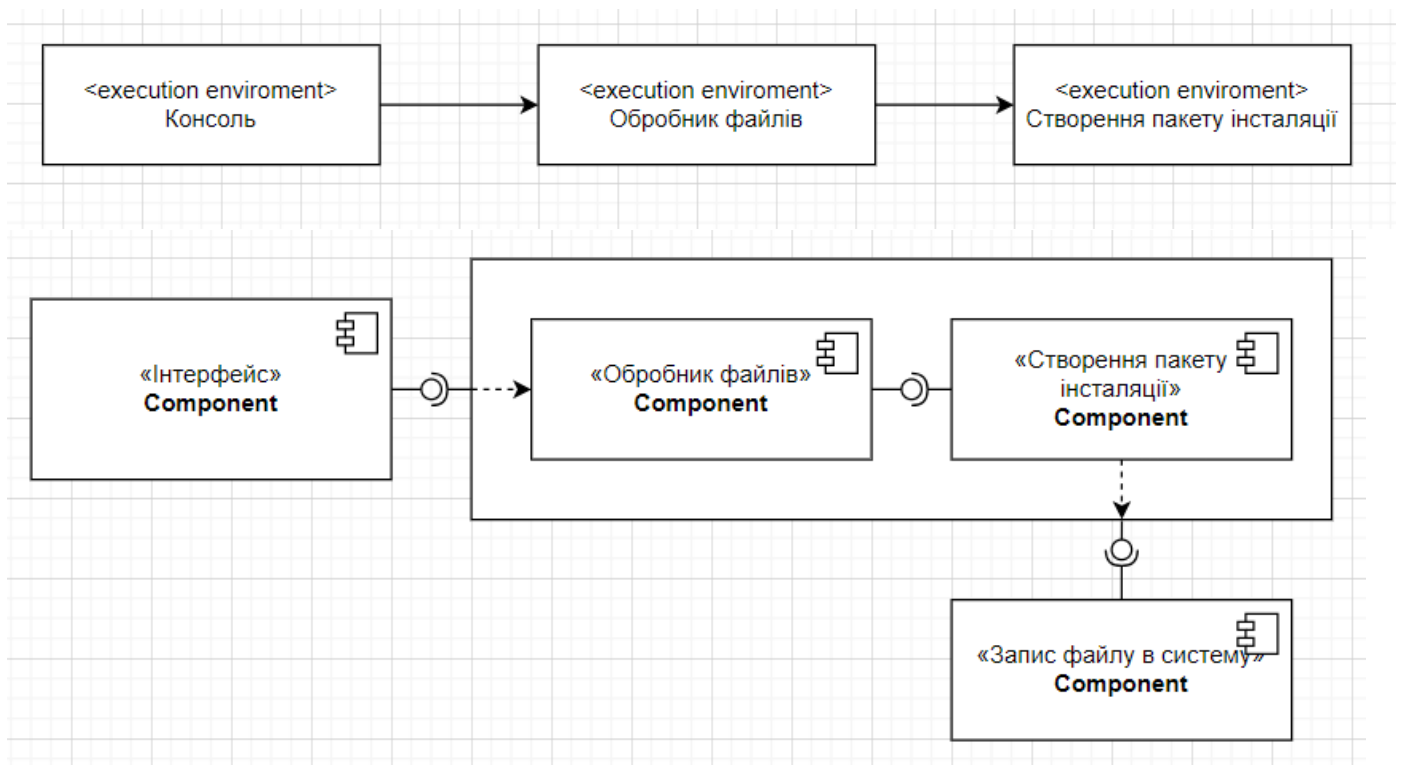 <execution enviroment>
Консоль
<execution enviroment>
Обробник файлів
<execution enviroment>
Створення пакету інсталяції
«Інтерфейс»
Component
«Обробник файлів»
Component
«Створення пакету
інсталяції»
Component
«Запис файлу в систему»
Component